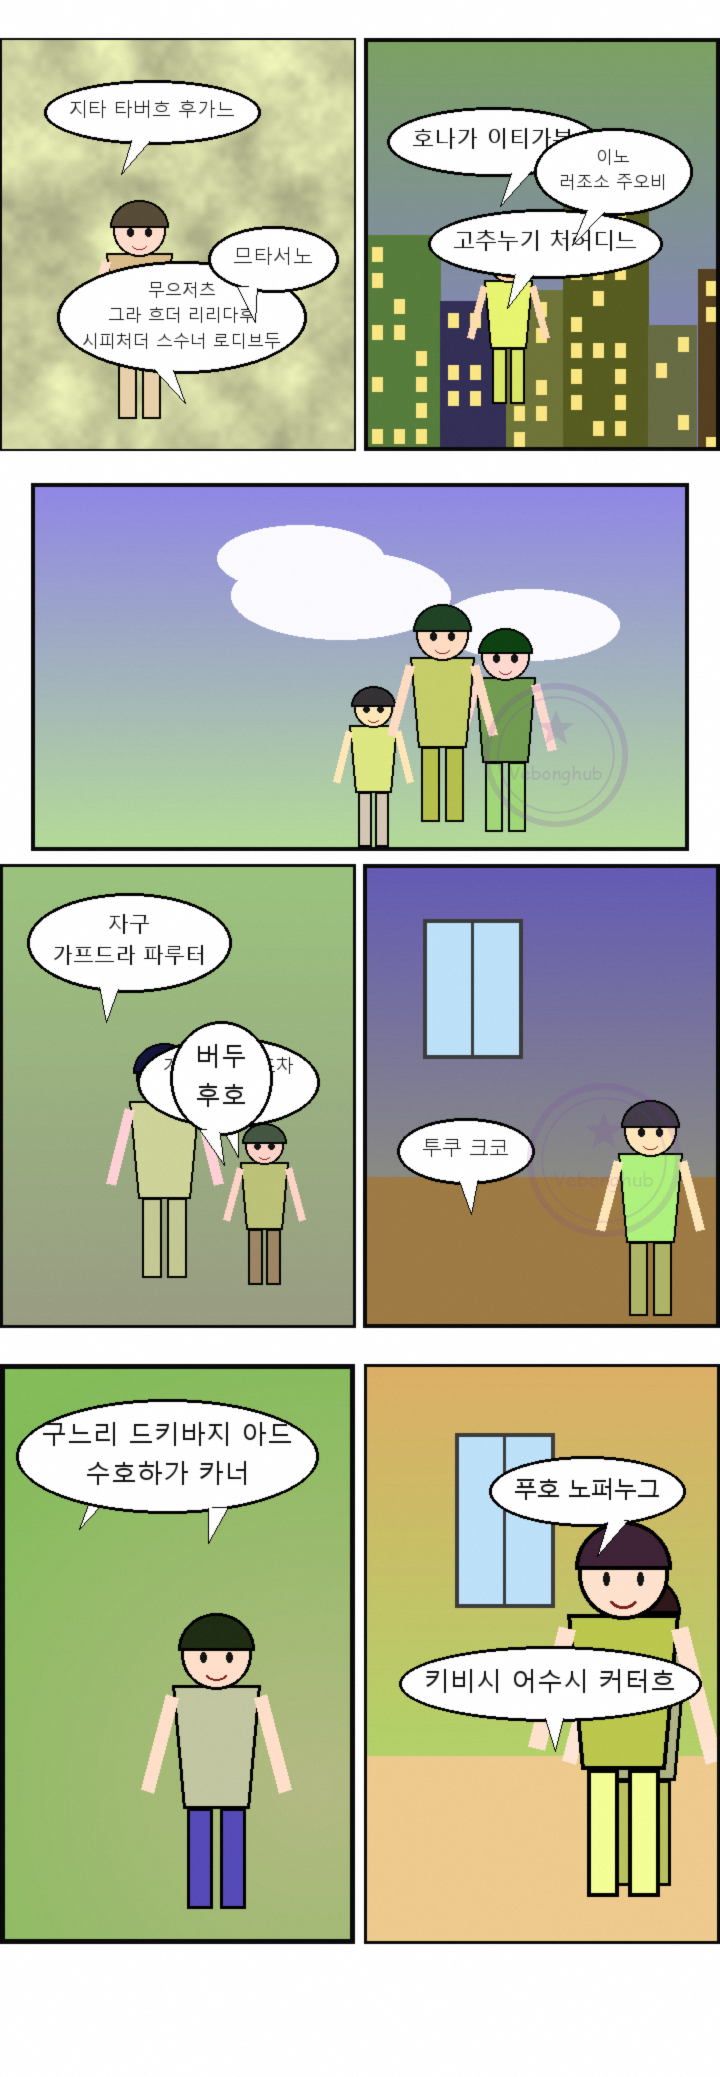 지타 타버흐 후가느
므타서노
무으저츠
그라 흐더 리리다후
시피처더 스수너 로디브두
호나가
이노
러조소 주오비
고추누기
Vebonghub
자구
가프드라 파루터
버두
후호
투쿠 크코
Vebonghub
구느리 드키바지 아드
수호하가 카너
푸호 노퍼누그
키비시 어수시 커터흐